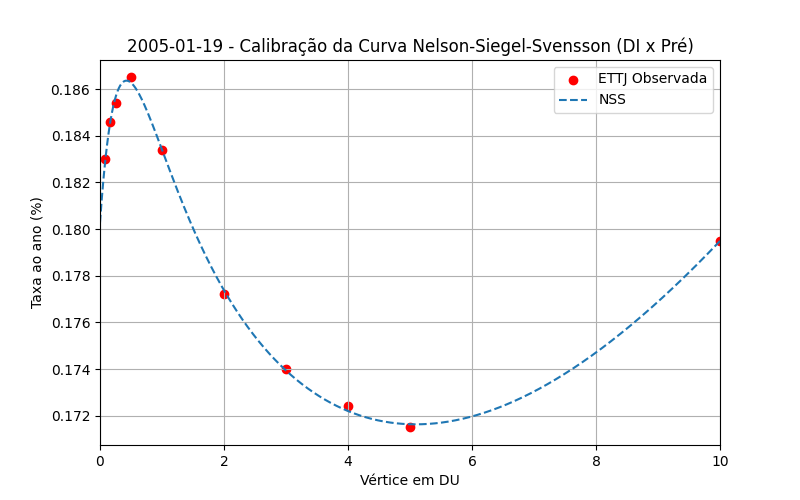 2005-01-19 - Calibração da Curva Nelson-Siegel-Svensson (DI x Pré)
ETTJ Observada
NSS
Taxa ao ano (%)
0.186
0.184
0.182
0.180
0.178
0.176
0.174
0.172
0 2 4 6 8 10
Vértice em DU